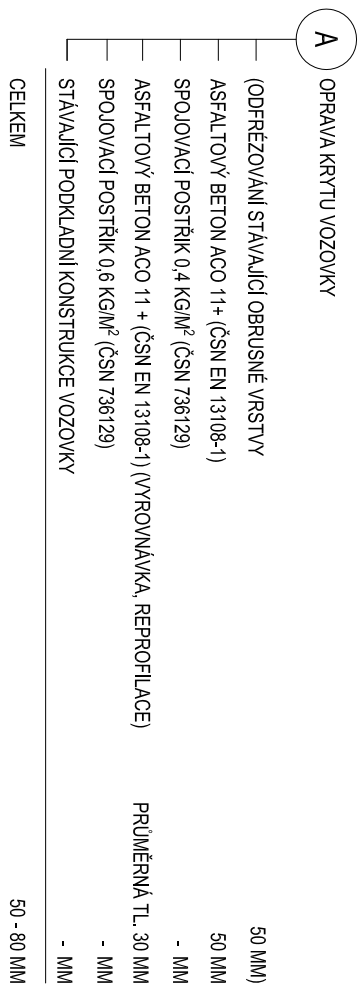 A
OPRAVA KRYTU VOZOVKY
(ODFRÉZOVÁNÍ STÁVAJÍCÍ OBRUSNÉ VRSTVY 50 MM)
ASFALTOVÝ BETON ACO 11+ (ČSN EN 13108-1) 50 MM
SPOJOVACÍ POSTŘIK 0,4 KG/M² (ČSN 736129) - MM
ASFALTOVÝ BETON ACO 11 + (ČSN EN 13108-1) (VYROVNÁVKA, REPROFILACE) PRŮMĚRNÁ TL. 30 MM
SPOJOVACÍ POSTŘIK 0,6 KG/M² (ČSN 736129) - MM
STÁVAJÍCÍ PODKLADNÍ KONSTRUKCE VOZOVKY - MM
CELKEM 50 - 80 MM